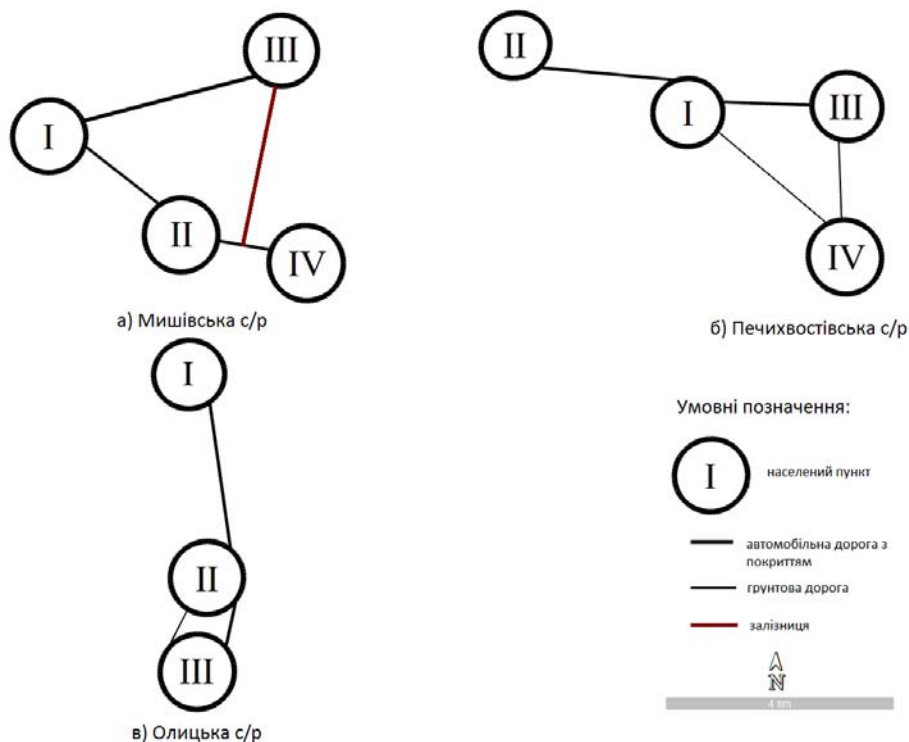 III
I
II
IV
а) Мишівська с/р
II
I
III
IV
б) Печихвостівська с/р
I
II
III
в) Олицька с/р
Умовні позначення:
I
населений пункт
автомобільна дорога з
покриттям
грунтова дорога
залізниця
N
4 km